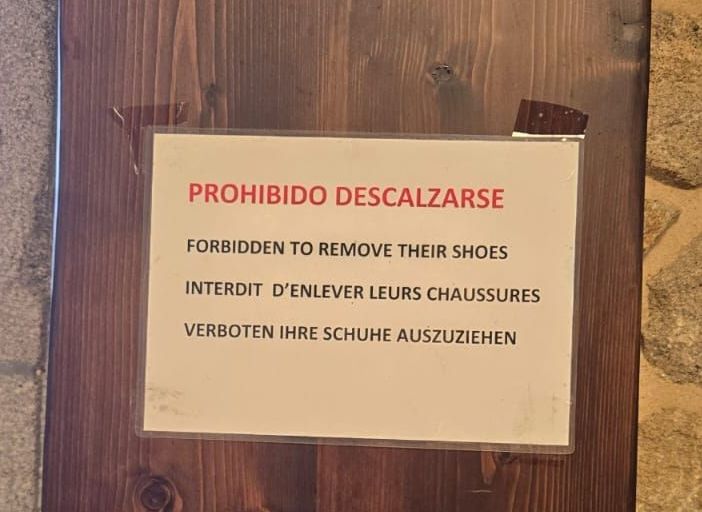 PROHIBIDO DESCALZARSE
FORBIDDEN TO REMOVE THEIR SHOES
INTERDIT D'ENLEVER LEURS CHAUSSURES
VERBOTEN IHRE SCHUHE AUSZUZIEHEN